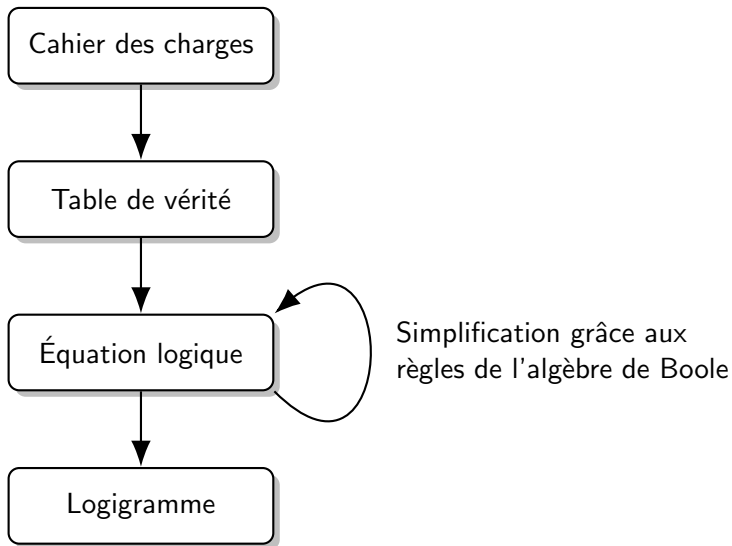 Cahier des charges
Table de vérité
Équation logique
Simplification grâce aux
règles de l'algèbre de Boole
Logigramme